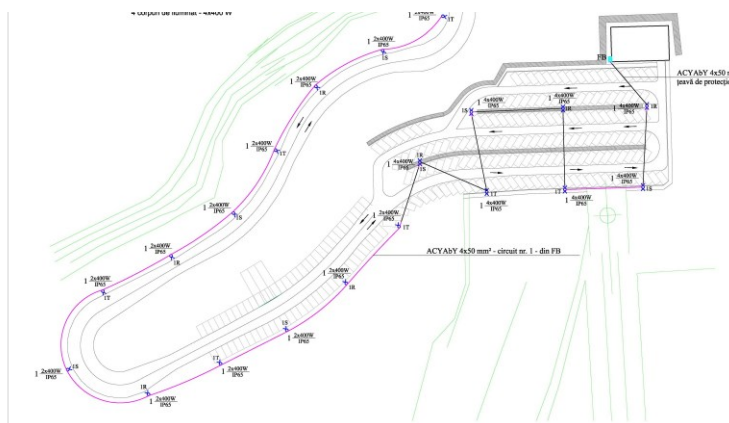 4 corpuri de iluminat - 4x400 W
1 2x400W IP65 1T
1 2x400W IP65 1S
1 2x400W IP65 1R
1 2x400W IP65 1T
1 2x400W IP65 1S
1 2x400W IP65 1R
1 2x400W IP65 1T
1 2x400W IP65 1S
1 2x400W IP65 1R
1 2x400W IP65 1T
1 2x400W IP65 1S
1 2x400W IP65 1R
1 2x400W IP65 1T
FB
ACYAbY 4x50
țeavă de protecți
1S 1 4x400W IP65
1 4x400W IP65 1R
1 4x400W IP65 1R
1R
1 4x400W IP65 1S
1T
1 4x400W IP65
1T
1 4x400W IP65
1S
1 4x400W IP65
ACYAbY 4x50 mm² - circuit nr. 1 - din FB